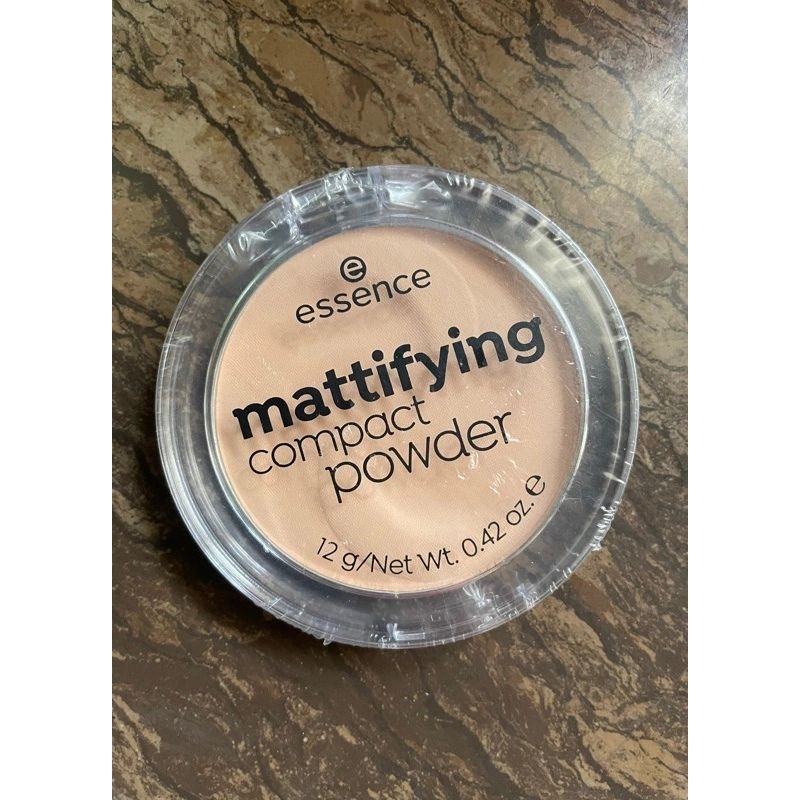 e
essence
mattifying
compact
powder
12 g/Net Wt. 0.42 oz. ℮